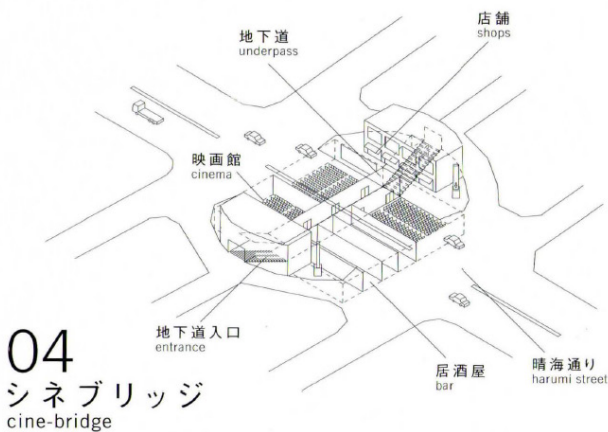 地下道
underpass
店舗
shops
映画館
cinema
地下道入口
entrance
居酒屋
bar
晴海通り
harumi street
04
シネブリッジ
cine-bridge